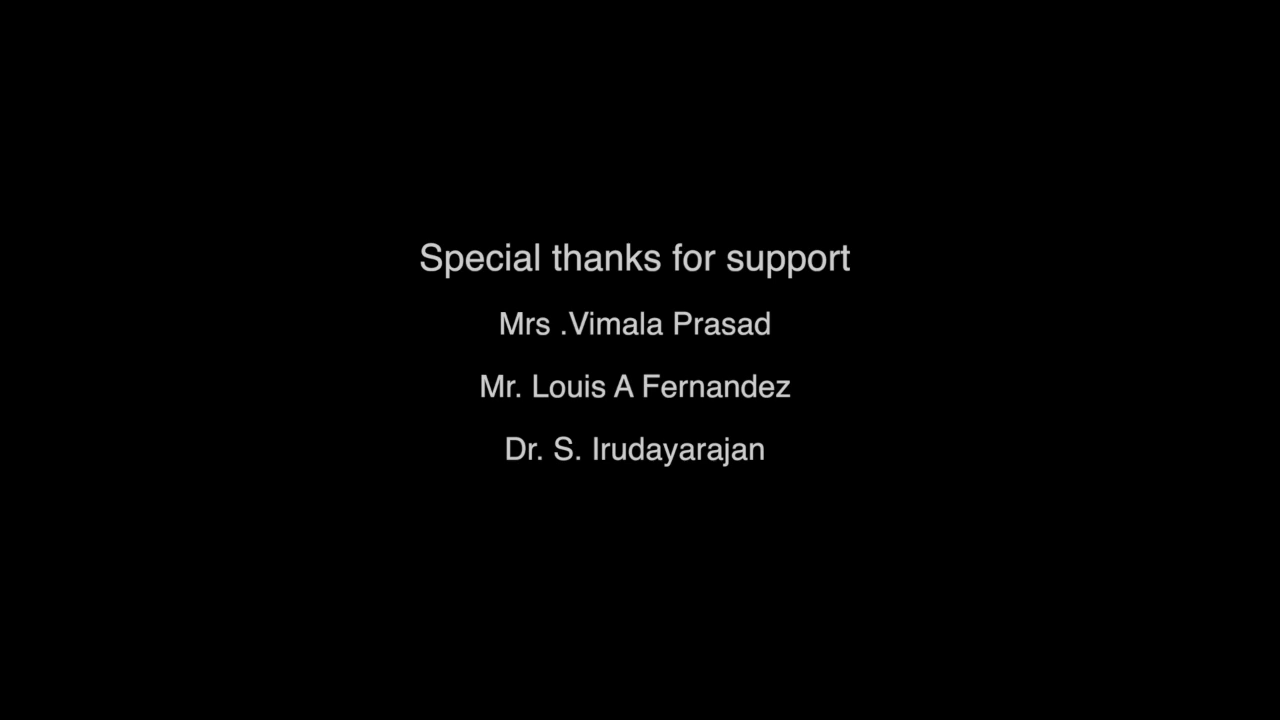 Special thanks for support
Mrs .Vimala Prasad
Mr. Louis A Fernandez
Dr. S. Irudayarajan